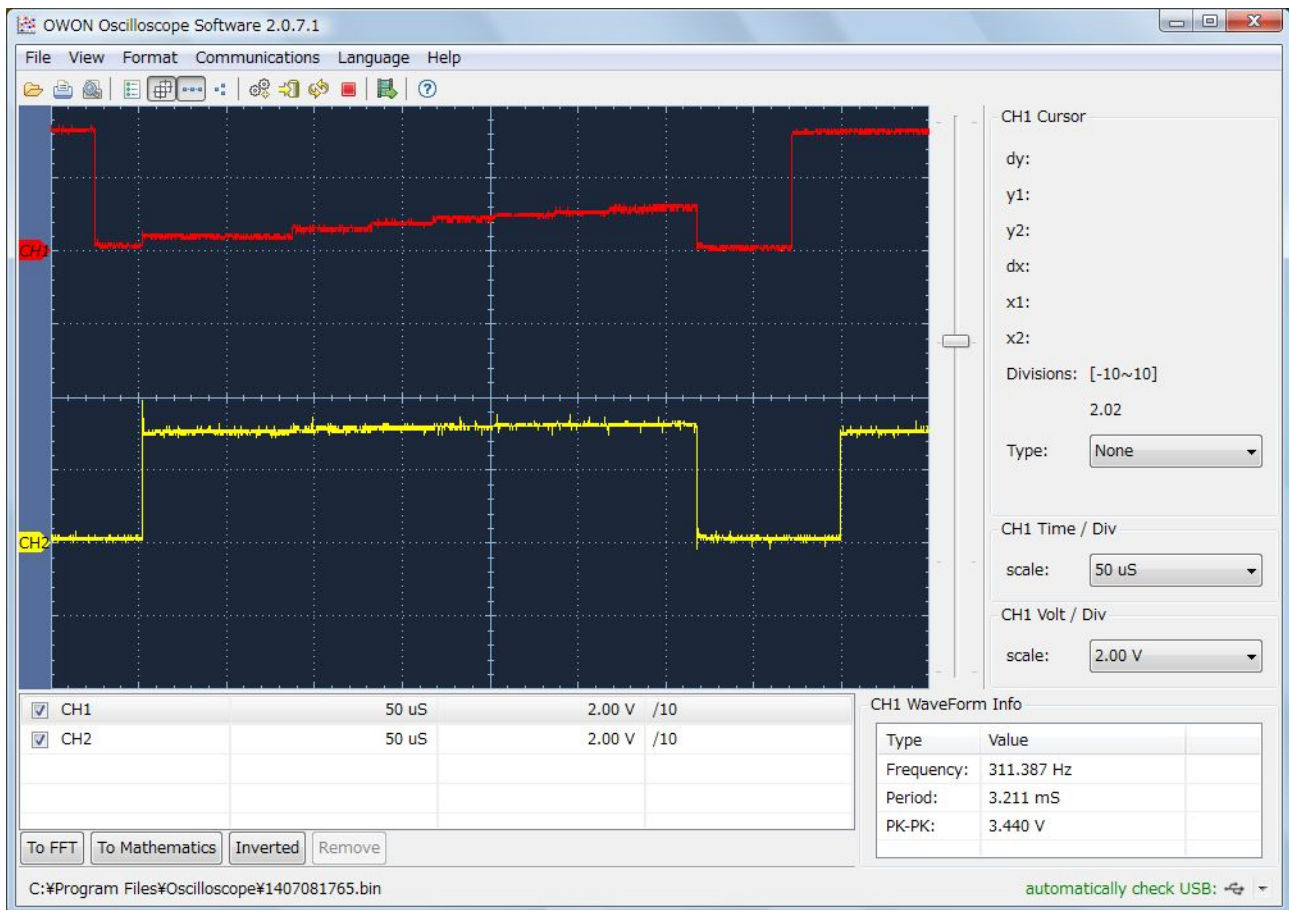 OWON Oscilloscope Software 2.0.7.1
File View Format Communications Language Help
CH1 Cursor
dy:
y1:
y2:
dx:
x1:
x2:
Divisions: [-10~10]
2.02
Type: None
CH1 Time / Div
scale: 50 uS
CH1 Volt / Div
scale: 2.00 V
CH1
CH2
CH1 50 uS 2.00 V /10
CH2 50 uS 2.00 V /10
CH1 WaveForm Info
Type Value
Frequency: 311.387 Hz
Period: 3.211 mS
PK-PK: 3.440 V
To FFT To Mathematics Inverted Remove
C:¥Program Files¥Oscilloscope¥1407081765.bin
automatically check USB: